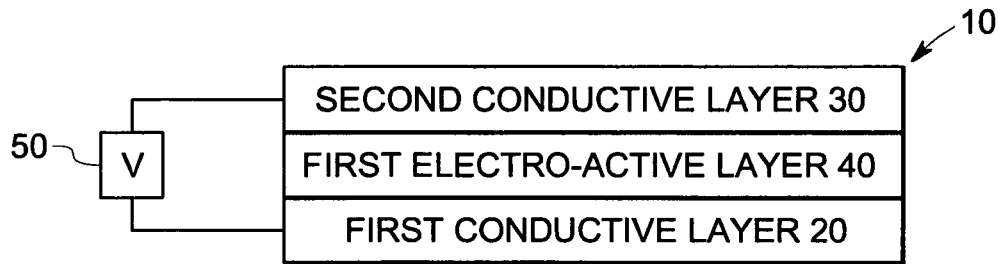 10
SECOND CONDUCTIVE LAYER 30
50
V
FIRST ELECTRO-ACTIVE LAYER 40
FIRST CONDUCTIVE LAYER 20